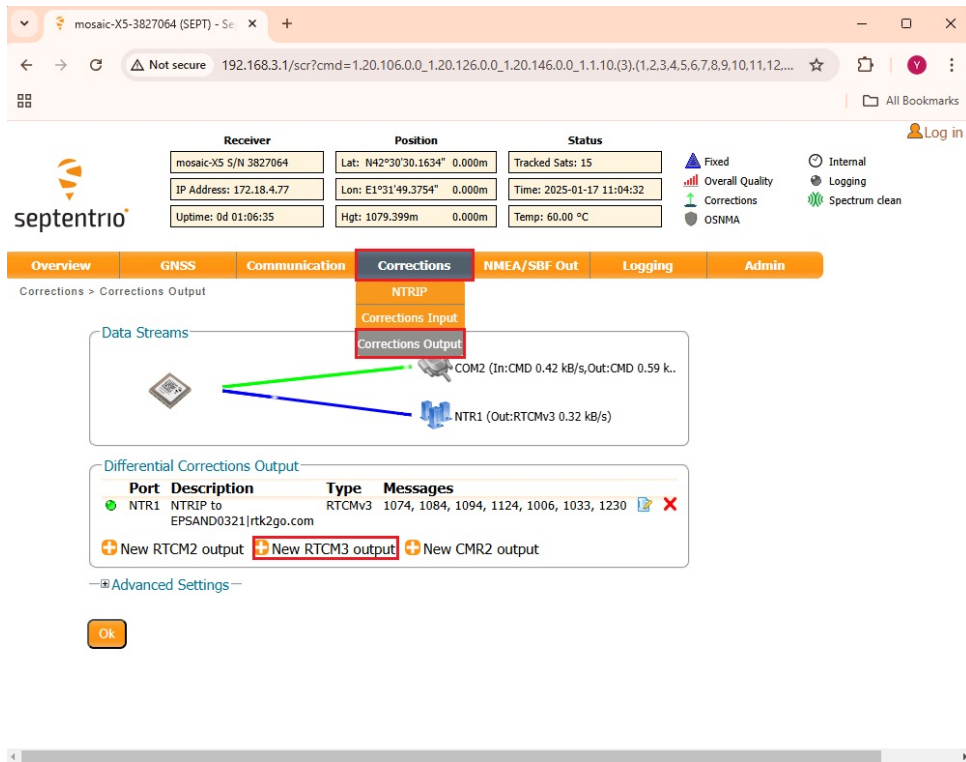 mosaic-X5-3827064 (SEPT) - Se
Not secure 192.168.3.1/scr?cmd=1.20.106.0.0_1.20.126.0.0_1.20.146.0.0_1.1.10.(3).(1,2,3,4,5,6,7,8,9,10,11,12,...
Y
All Bookmarks
Log in
Receiver Position Status
mosaic-X5 S/N 3827064 Lat: N42°30'30.1634" 0.000m Tracked Sats: 15 Fixed Internal
IP Address: 172.18.4.77 Lon: E1°31'49.3754" 0.000m Time: 2025-01-17 11:04:32 Overall Quality Logging
Corrections Spectrum clean
septentrio Uptime: 0d 01:06:35 Hgt: 1079.399m 0.000m Temp: 60.00 °C OSNMA
Overview GNSS Communication Corrections NMEA/SBF Out Logging Admin
Corrections > Corrections Output NTRIP
Corrections Input
Corrections Output
Data Streams
COM2 (In:CMD 0.42 kB/s,Out:CMD 0.59 k..
NTR1 (Out:RTCMv3 0.32 kB/s)
Differential Corrections Output
Port Description Type Messages
NTR1 NTRIP to RTCMv3 1074, 1084, 1094, 1124, 1006, 1033, 1230
EPSAND0321|rtk2go.com
New RTCM2 output New RTCM3 output New CMR2 output
Advanced Settings
Ok